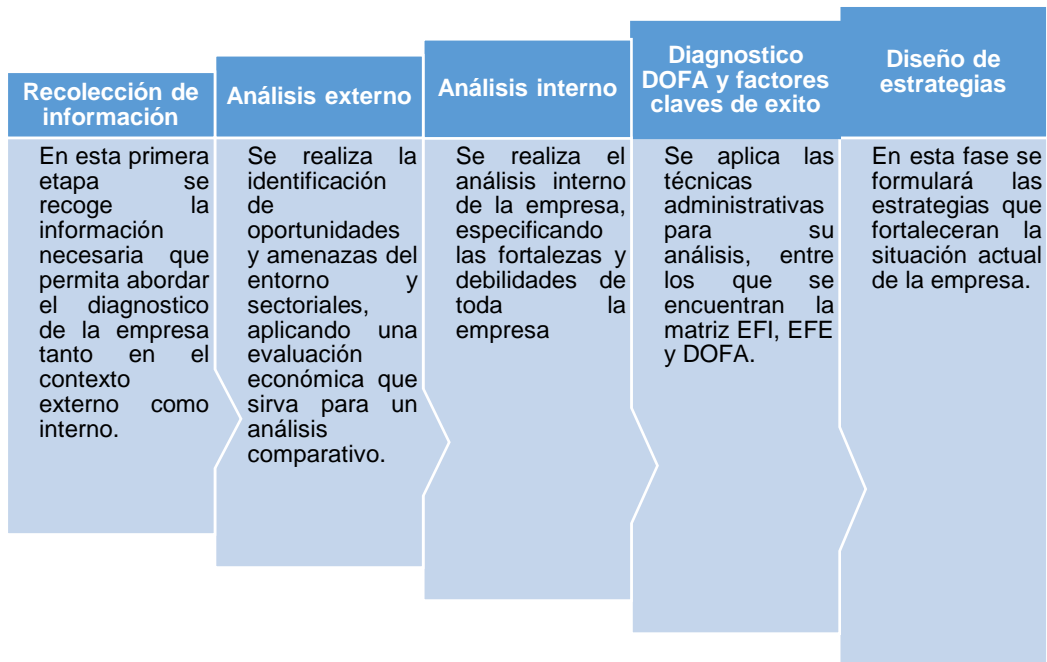 Recolección de
información
En esta primera
etapa se
recoge la
información
necesaria que
permita abordar
el diagnostico
de la empresa
tanto en el
contexto
externo como
interno.
Análisis externo
Se realiza la
identificación
de
oportunidades
y amenazas del
entorno y
sectoriales,
aplicando una
evaluación
económica que
sirva para un
análisis
comparativo.
Análisis interno
Se realiza el
análisis interno
de la empresa,
especificando
las fortalezas y
debilidades de
toda la
empresa
Diagnostico
DOFA y factores
claves de exito
Se aplica las
técnicas
administrativas
para su
análisis, entre
los que se
encuentran la
matriz EFI, EFE
y DOFA.
Diseño de
estrategias
En esta fase se
formulará las
estrategias que
fortaleceran la
situación actual
de la empresa.